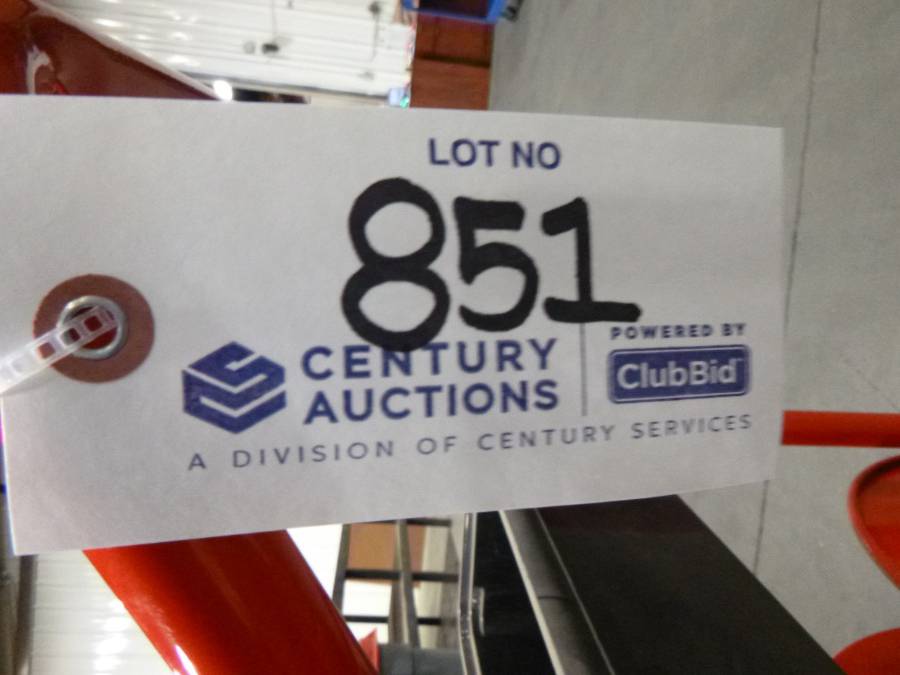 LOT NO
851
CENTURY
AUCTIONS
POWERED BY
ClubBid
A DIVISION OF CENTURY SERVICES